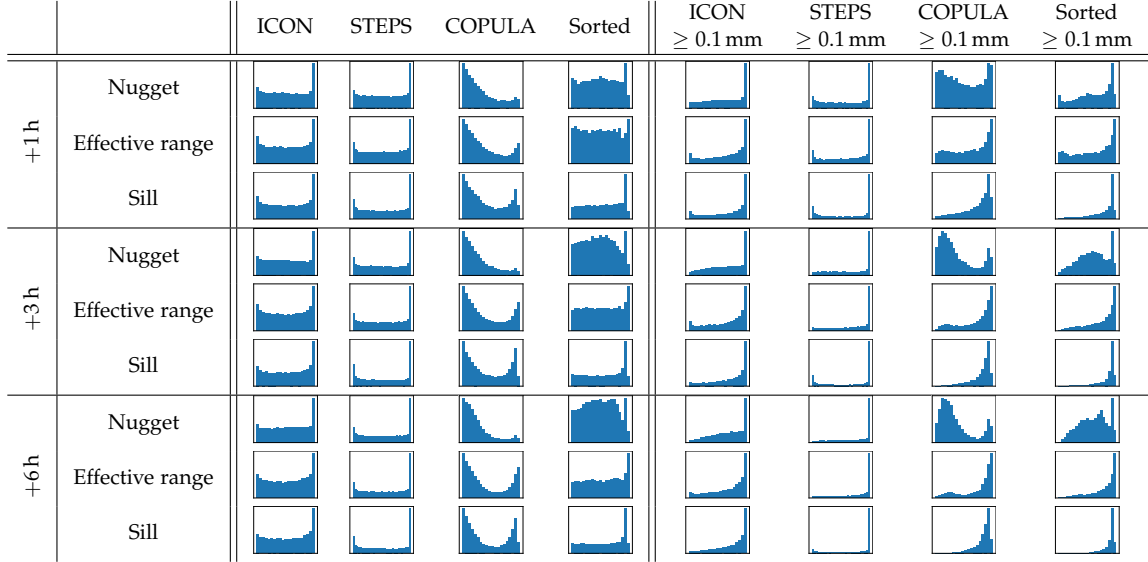 ICON STEPS COPULA Sorted ICON STEPS COPULA Sorted
≥ 0.1 mm ≥ 0.1 mm ≥ 0.1 mm ≥ 0.1 mm
+1 h
Nugget
Effective range
Sill
+3 h
Nugget
Effective range
Sill
+6 h
Nugget
Effective range
Sill